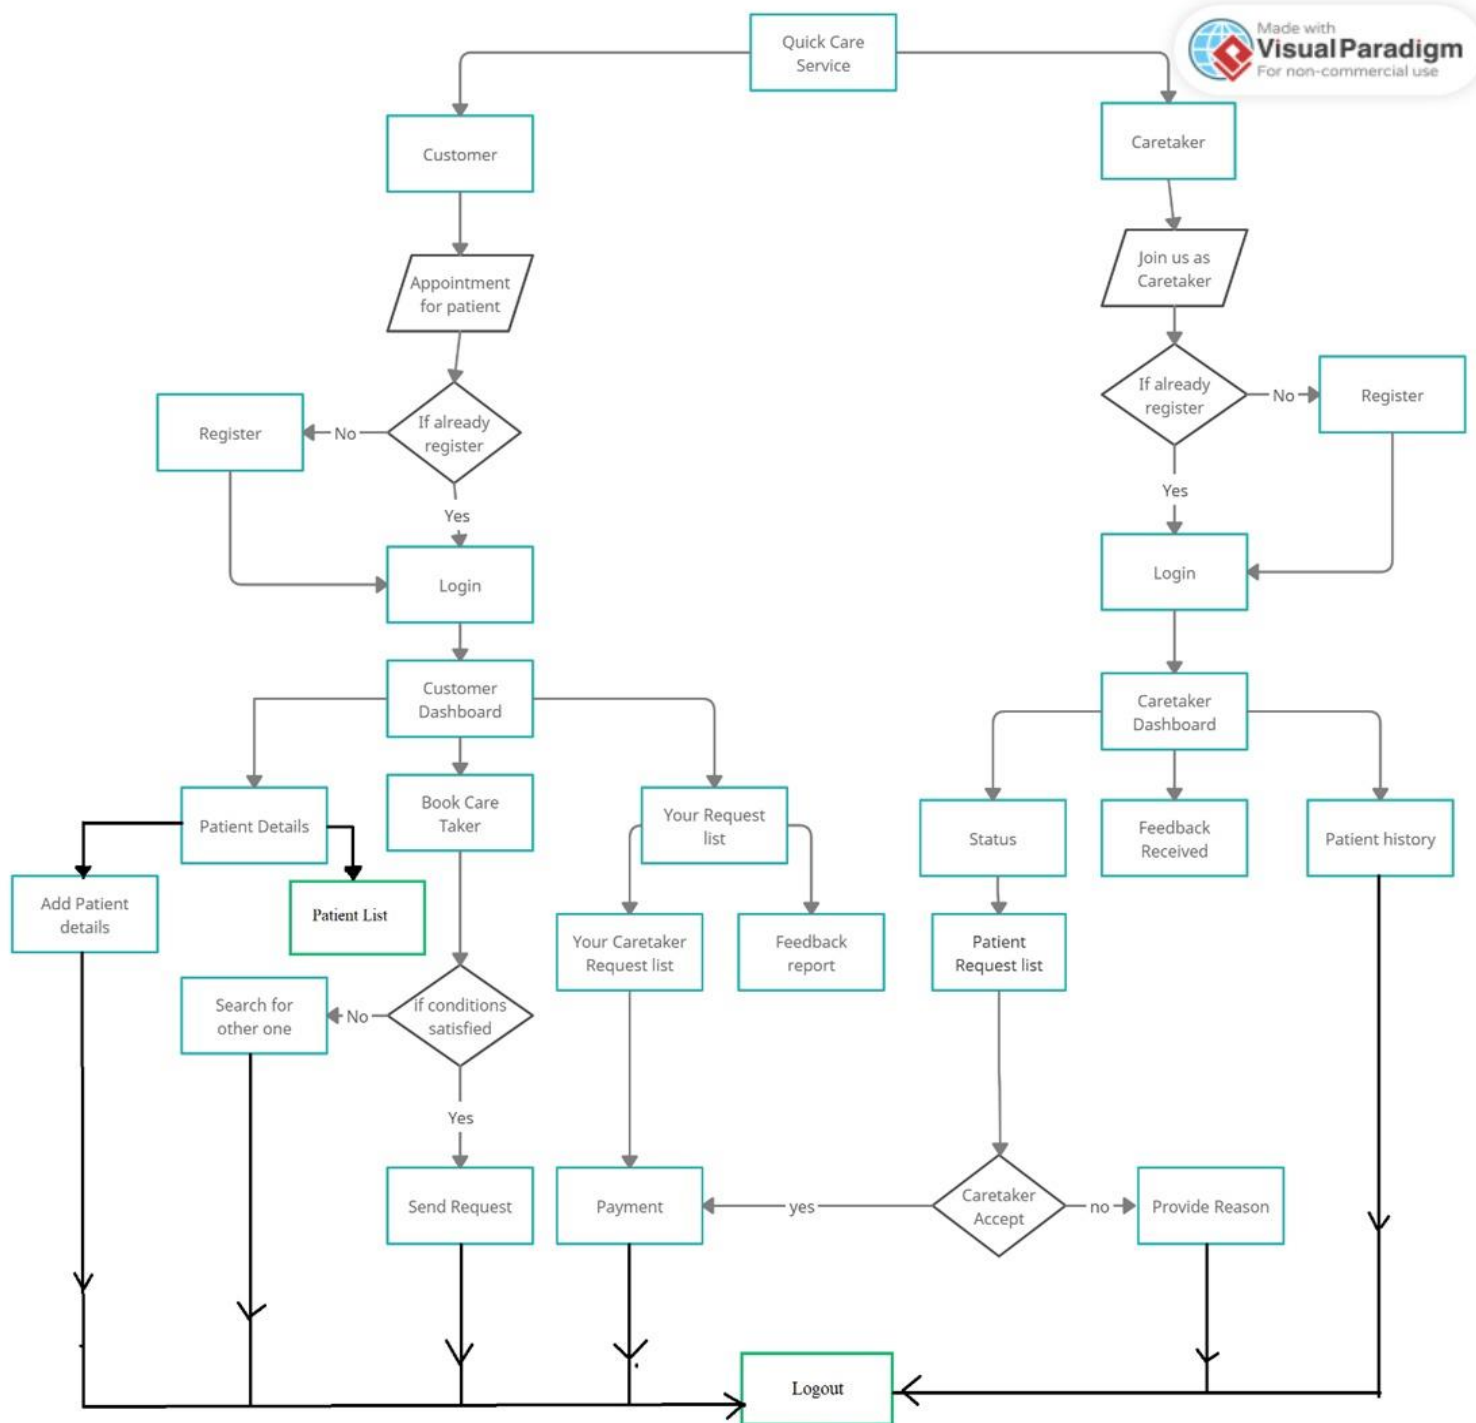 Made with
Visual Paradigm
For non-commercial use
Quick Care
Service
Customer
Caretaker
Appointment
for patient
Join us as
Caretaker
Register
No
If already
register
If already
register
No
Register
Yes
Yes
Login
Login
Customer
Dashboard
Caretaker
Dashboard
Patient Details
Book Care
Taker
Your Request
list
Status
Feedback
Received
Patient history
Add Patient
details
Patient List
Your Caretaker
Request list
Feedback
report
Patient
Request list
Search for
other one
No
if conditions
satisfied
Yes
Send Request
Payment
yes
Caretaker
Accept
no
Provide Reason
Logout